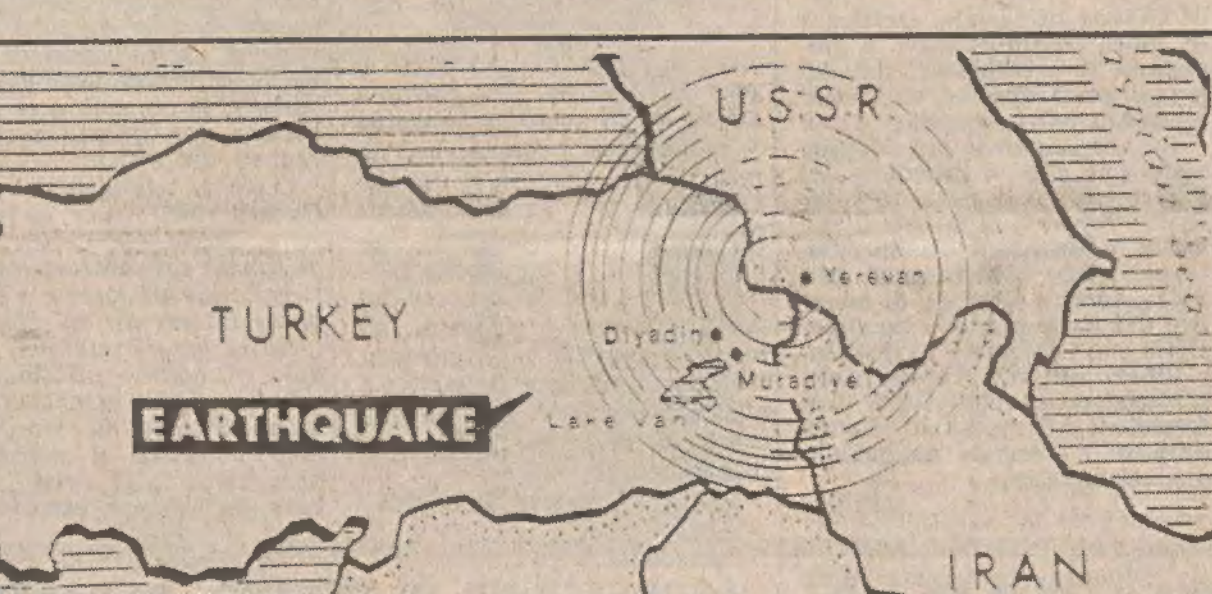 U.S.S.R.
Yerevan
TURKEY
Diyadin
Muradiye
EARTHQUAKE
Lake Van
IRAN